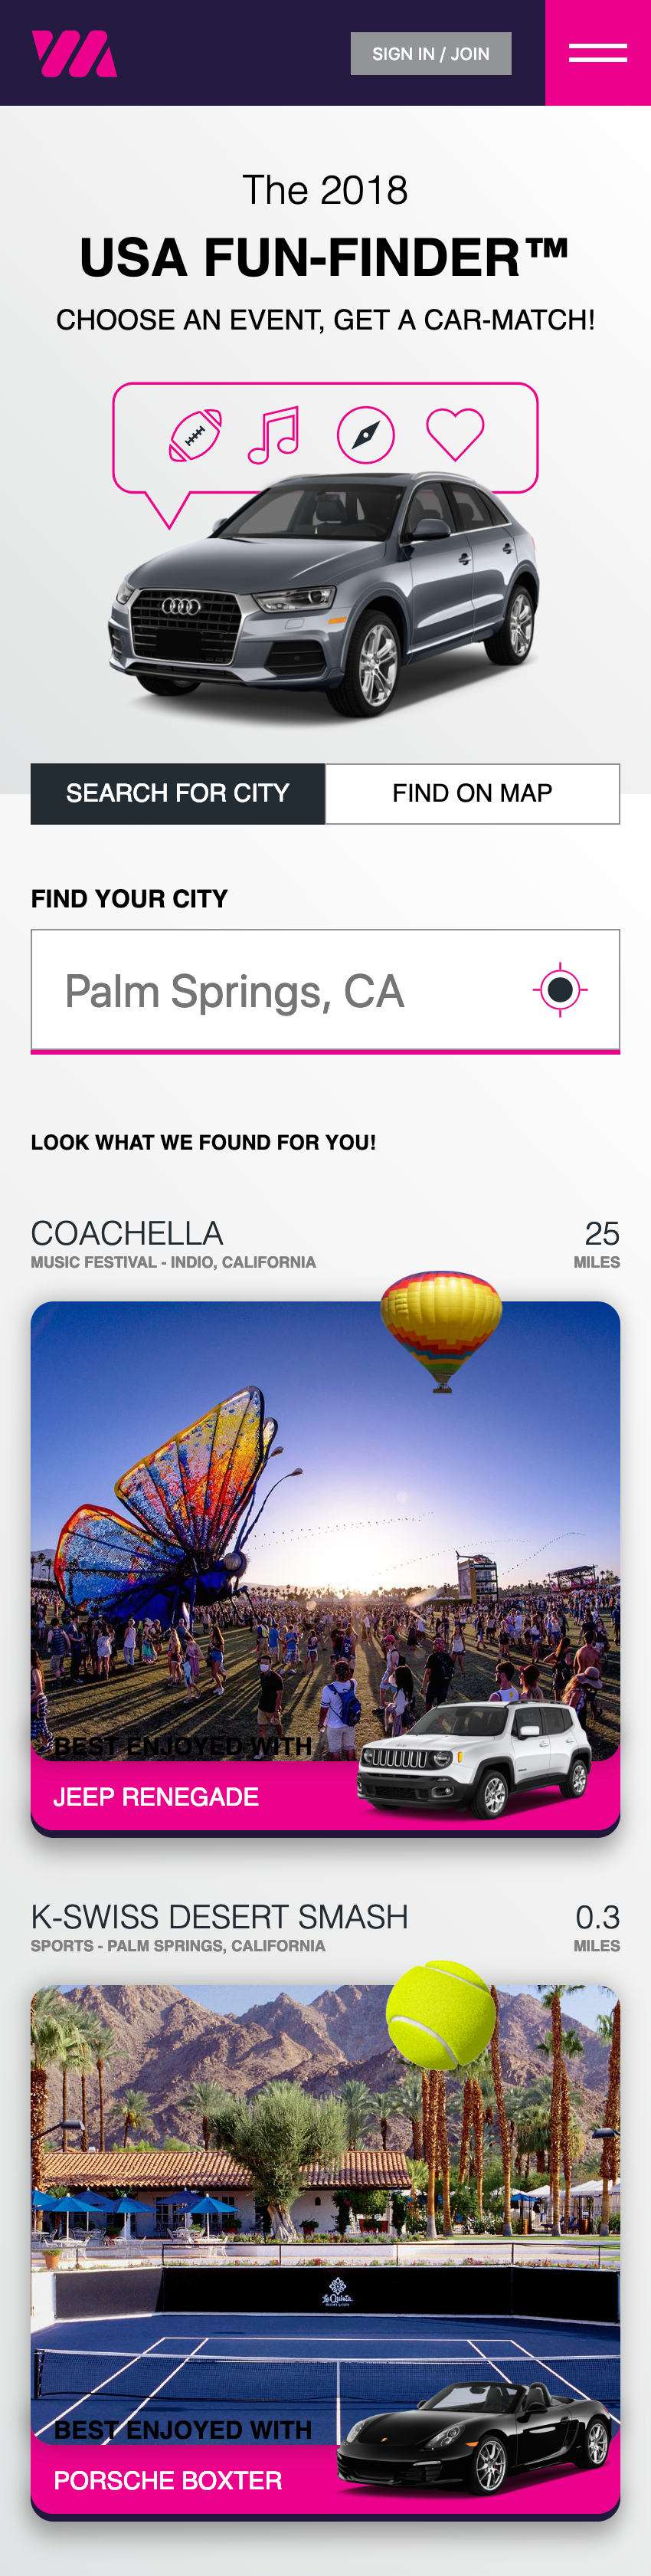 SIGN IN / JOIN
The 2018
USA FUN-FINDER™
CHOOSE AN EVENT, GET A CAR-MATCH!
SEARCH FOR CITY
FIND ON MAP
FIND YOUR CITY
Palm Springs, CA
LOOK WHAT WE FOUND FOR YOU!
COACHELLA
25
MUSIC FESTIVAL - INDIO, CALIFORNIA
MILES
BEST ENJOYED WITH
JEEP RENEGADE
K-SWISS DESERT SMASH
0.3
SPORTS - PALM SPRINGS, CALIFORNIA
MILES
La Quinta
BEST ENJOYED WITH
PORSCHE BOXTER